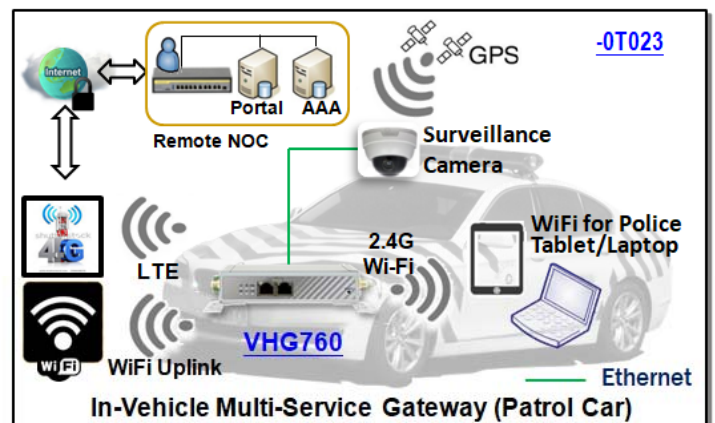 -0T023
GPS
Internet
Portal
AAA
Remote NOC
Surveillance
Camera
4G
LTE
2.4G
Wi-Fi
WiFi for Police
Tablet/Laptop
VHG760
WiFi
WiFi Uplink
Ethernet
In-Vehicle Multi-Service Gateway (Patrol Car)